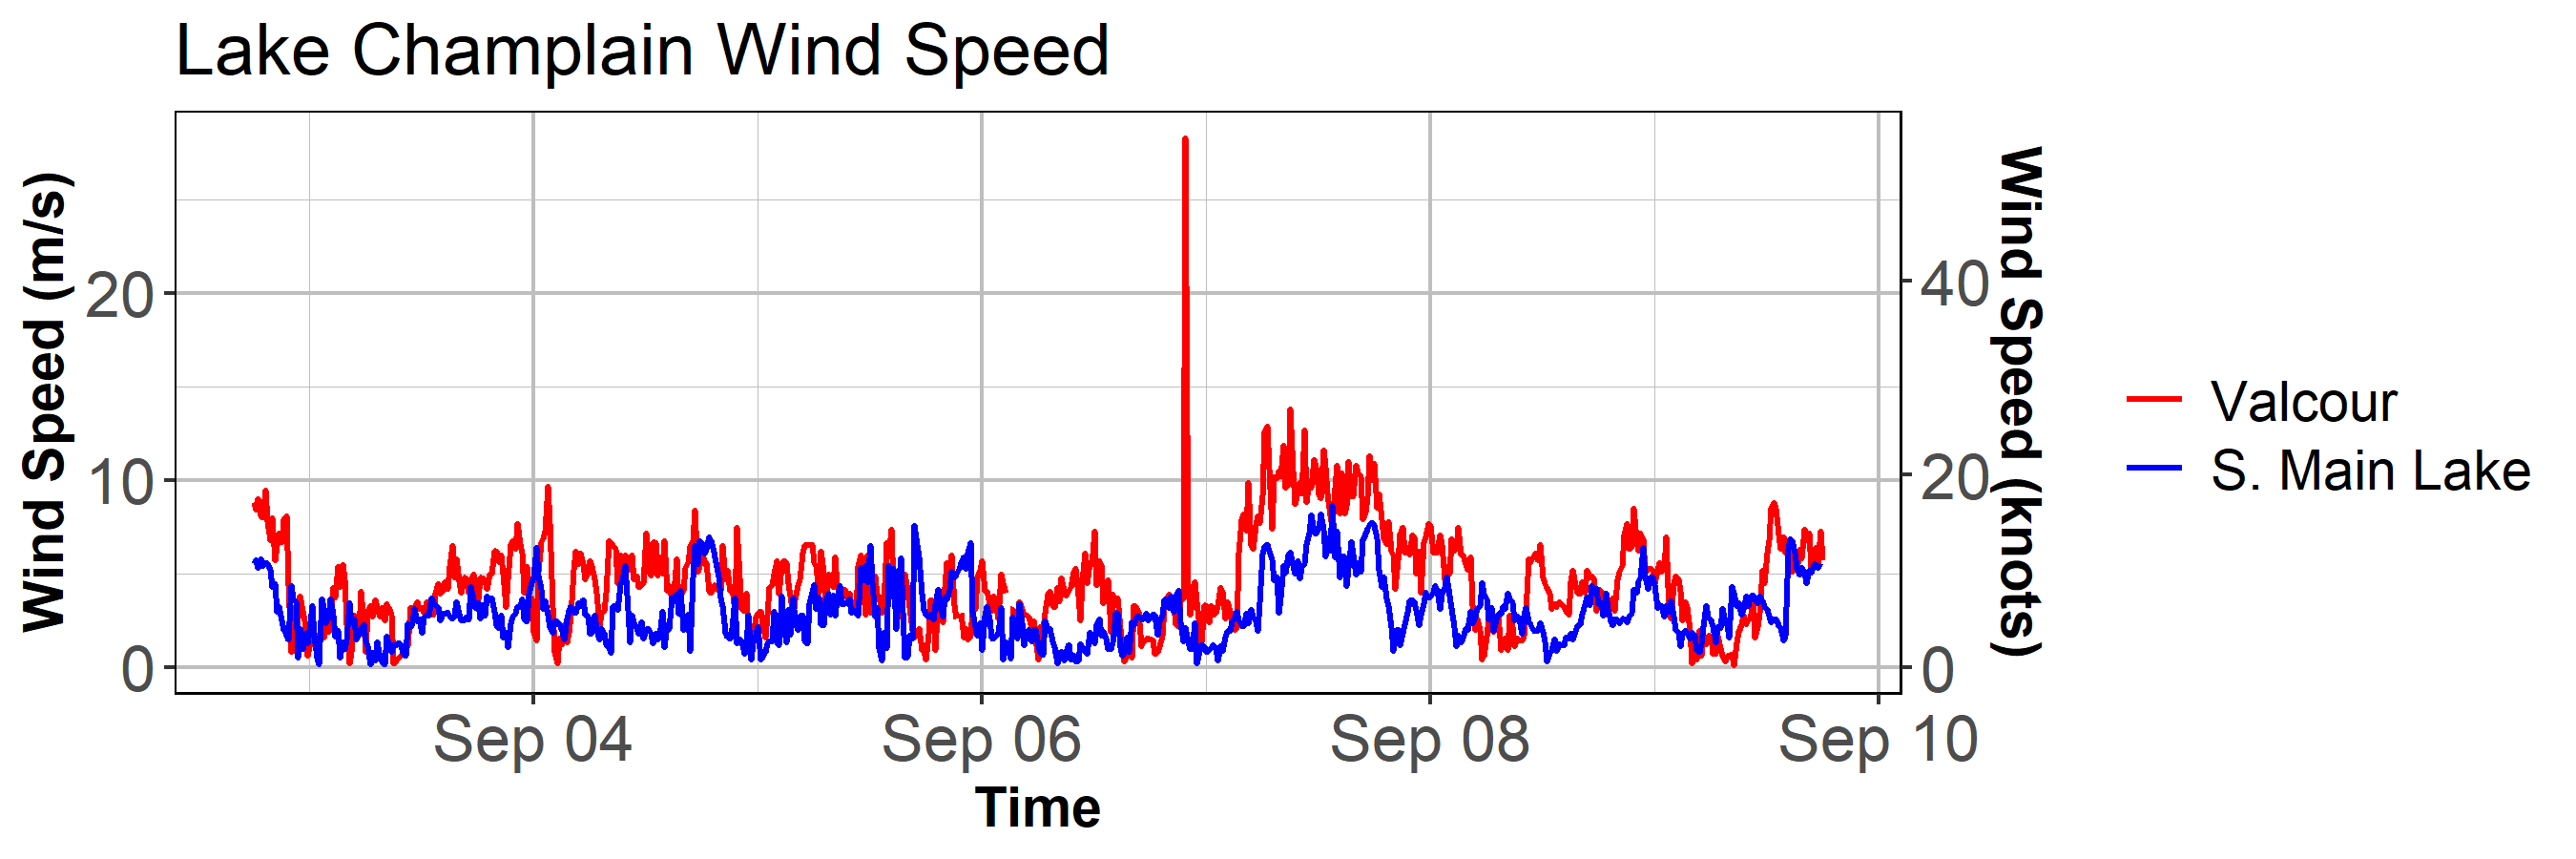 Lake Champlain Wind Speed
Wind Speed (m/s)
20
10
0
40
20
0
Wind Speed (knots)
Valcour
S. Main Lake
Sep 04
Sep 06
Sep 08
Sep 10
Time